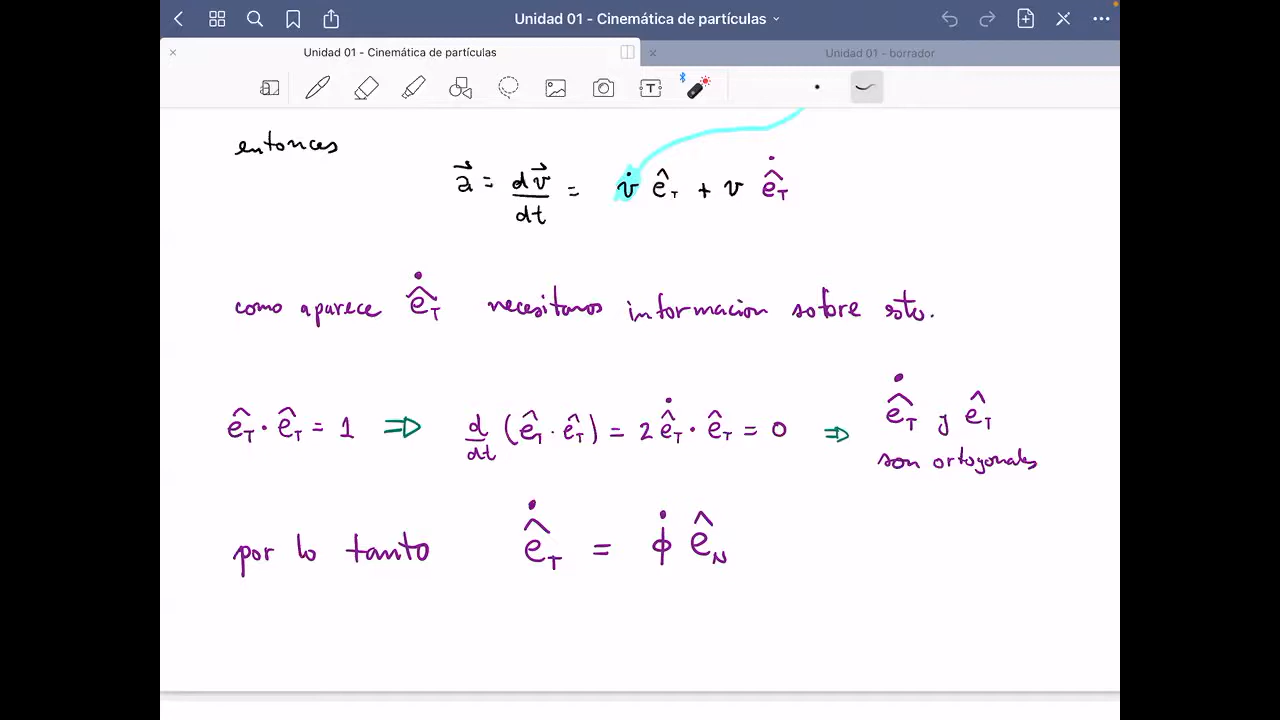 Unidad 01 - Cinemática de partículas
Unidad 01 - Cinemática de partículas
Unidad 01 - borrador
entonces
a⃗ = dv⃗/dt = v̇ ê_T + v ê̇_T
como aparece ê̇_T necesitamos informacion sobre esto.
ê_T · ê_T = 1 ⇒ d/dt (ê_T · ê_T) = 2 ê̇_T · ê_T = 0 ⇒ ê̇_T y ê_T
son ortogonales
por lo tanto ê̇_T = ϕ̇ ê_N